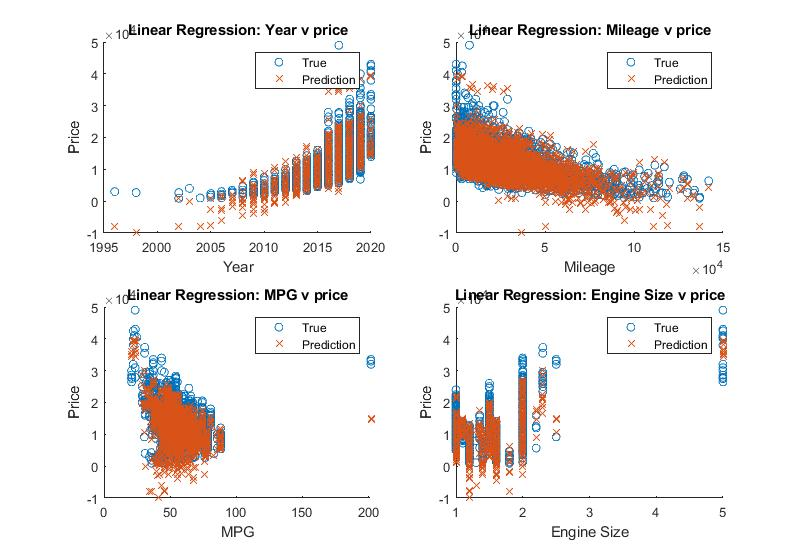 × 10⁴
Linear Regression: Year v price
5
4
3
2
1
0
-1
Price
True
Prediction
1995 2000 2005 2010 2015 2020
Year
Linear Regression: Mileage v price
5
4
3
2
1
0
-1
Price
True
Prediction
0 5 10 15
Mileage
× 10⁴
× 10⁴
Linear Regression: MPG v price
5
4
3
2
1
0
-1
Price
True
Prediction
0 50 100 150 200
MPG
Linear Regression: Engine Size v price
5
4
3
2
1
0
-1
Price
True
Prediction
1 2 3 4 5
Engine Size